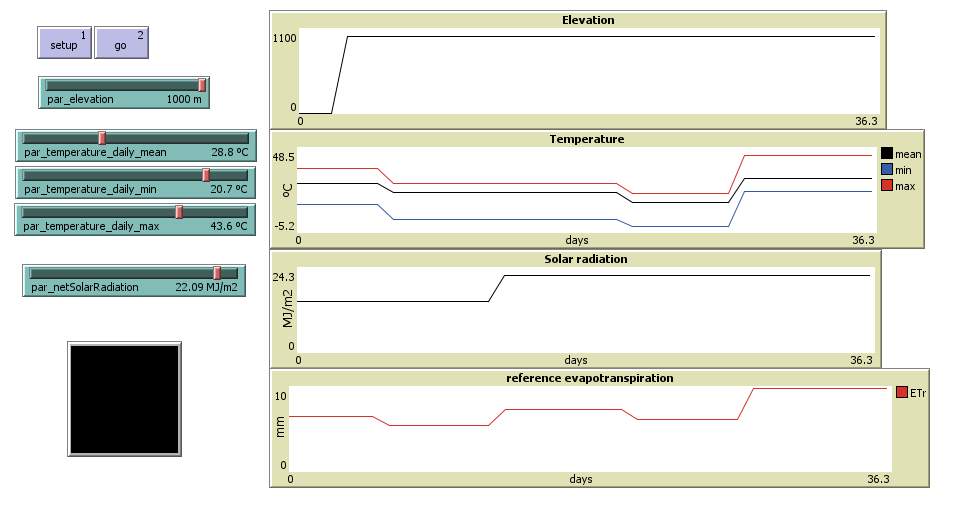 1
setup
2
go
par_elevation 1000 m
par_temperature_daily_mean 28.8 ºC
par_temperature_daily_min 20.7 ºC
par_temperature_daily_max 43.6 ºC
par_netSolarRadiation 22.09 MJ/m2
Elevation
1100
0
0 36.3
Temperature
48.5
ºC
-5.2
0 days 36.3
mean
min
max
Solar radiation
24.3
MJ/m2
0
0 days 36.3
reference evapotranspiration
10
mm
0
0 days 36.3
ETr